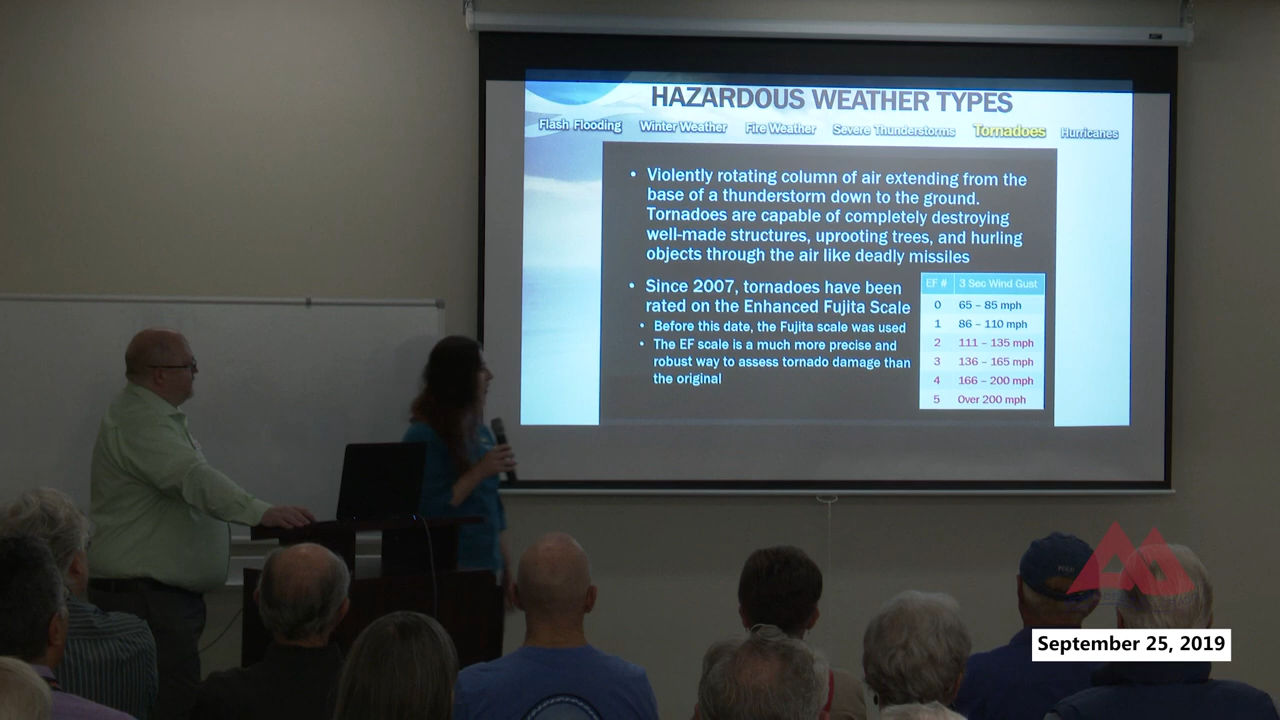 HAZARDOUS WEATHER TYPES
Flash Flooding Winter Weather Fire Weather Severe Thunderstorms Tornadoes Hurricanes
• Violently rotating column of air extending from the
base of a thunderstorm down to the ground.
Tornadoes are capable of completely destroying
well-made structures, uprooting trees, and hurling
objects through the air like deadly missiles
• Since 2007, tornadoes have been
rated on the Enhanced Fujita Scale
• Before this date, the Fujita scale was used
• The EF scale is a much more precise and
robust way to assess tornado damage than
the original
EF # 3 Sec Wind Gust
0 65 – 85 mph
1 86 – 110 mph
2 111 – 135 mph
3 136 – 165 mph
4 166 – 200 mph
5 Over 200 mph
POLO
September 25, 2019